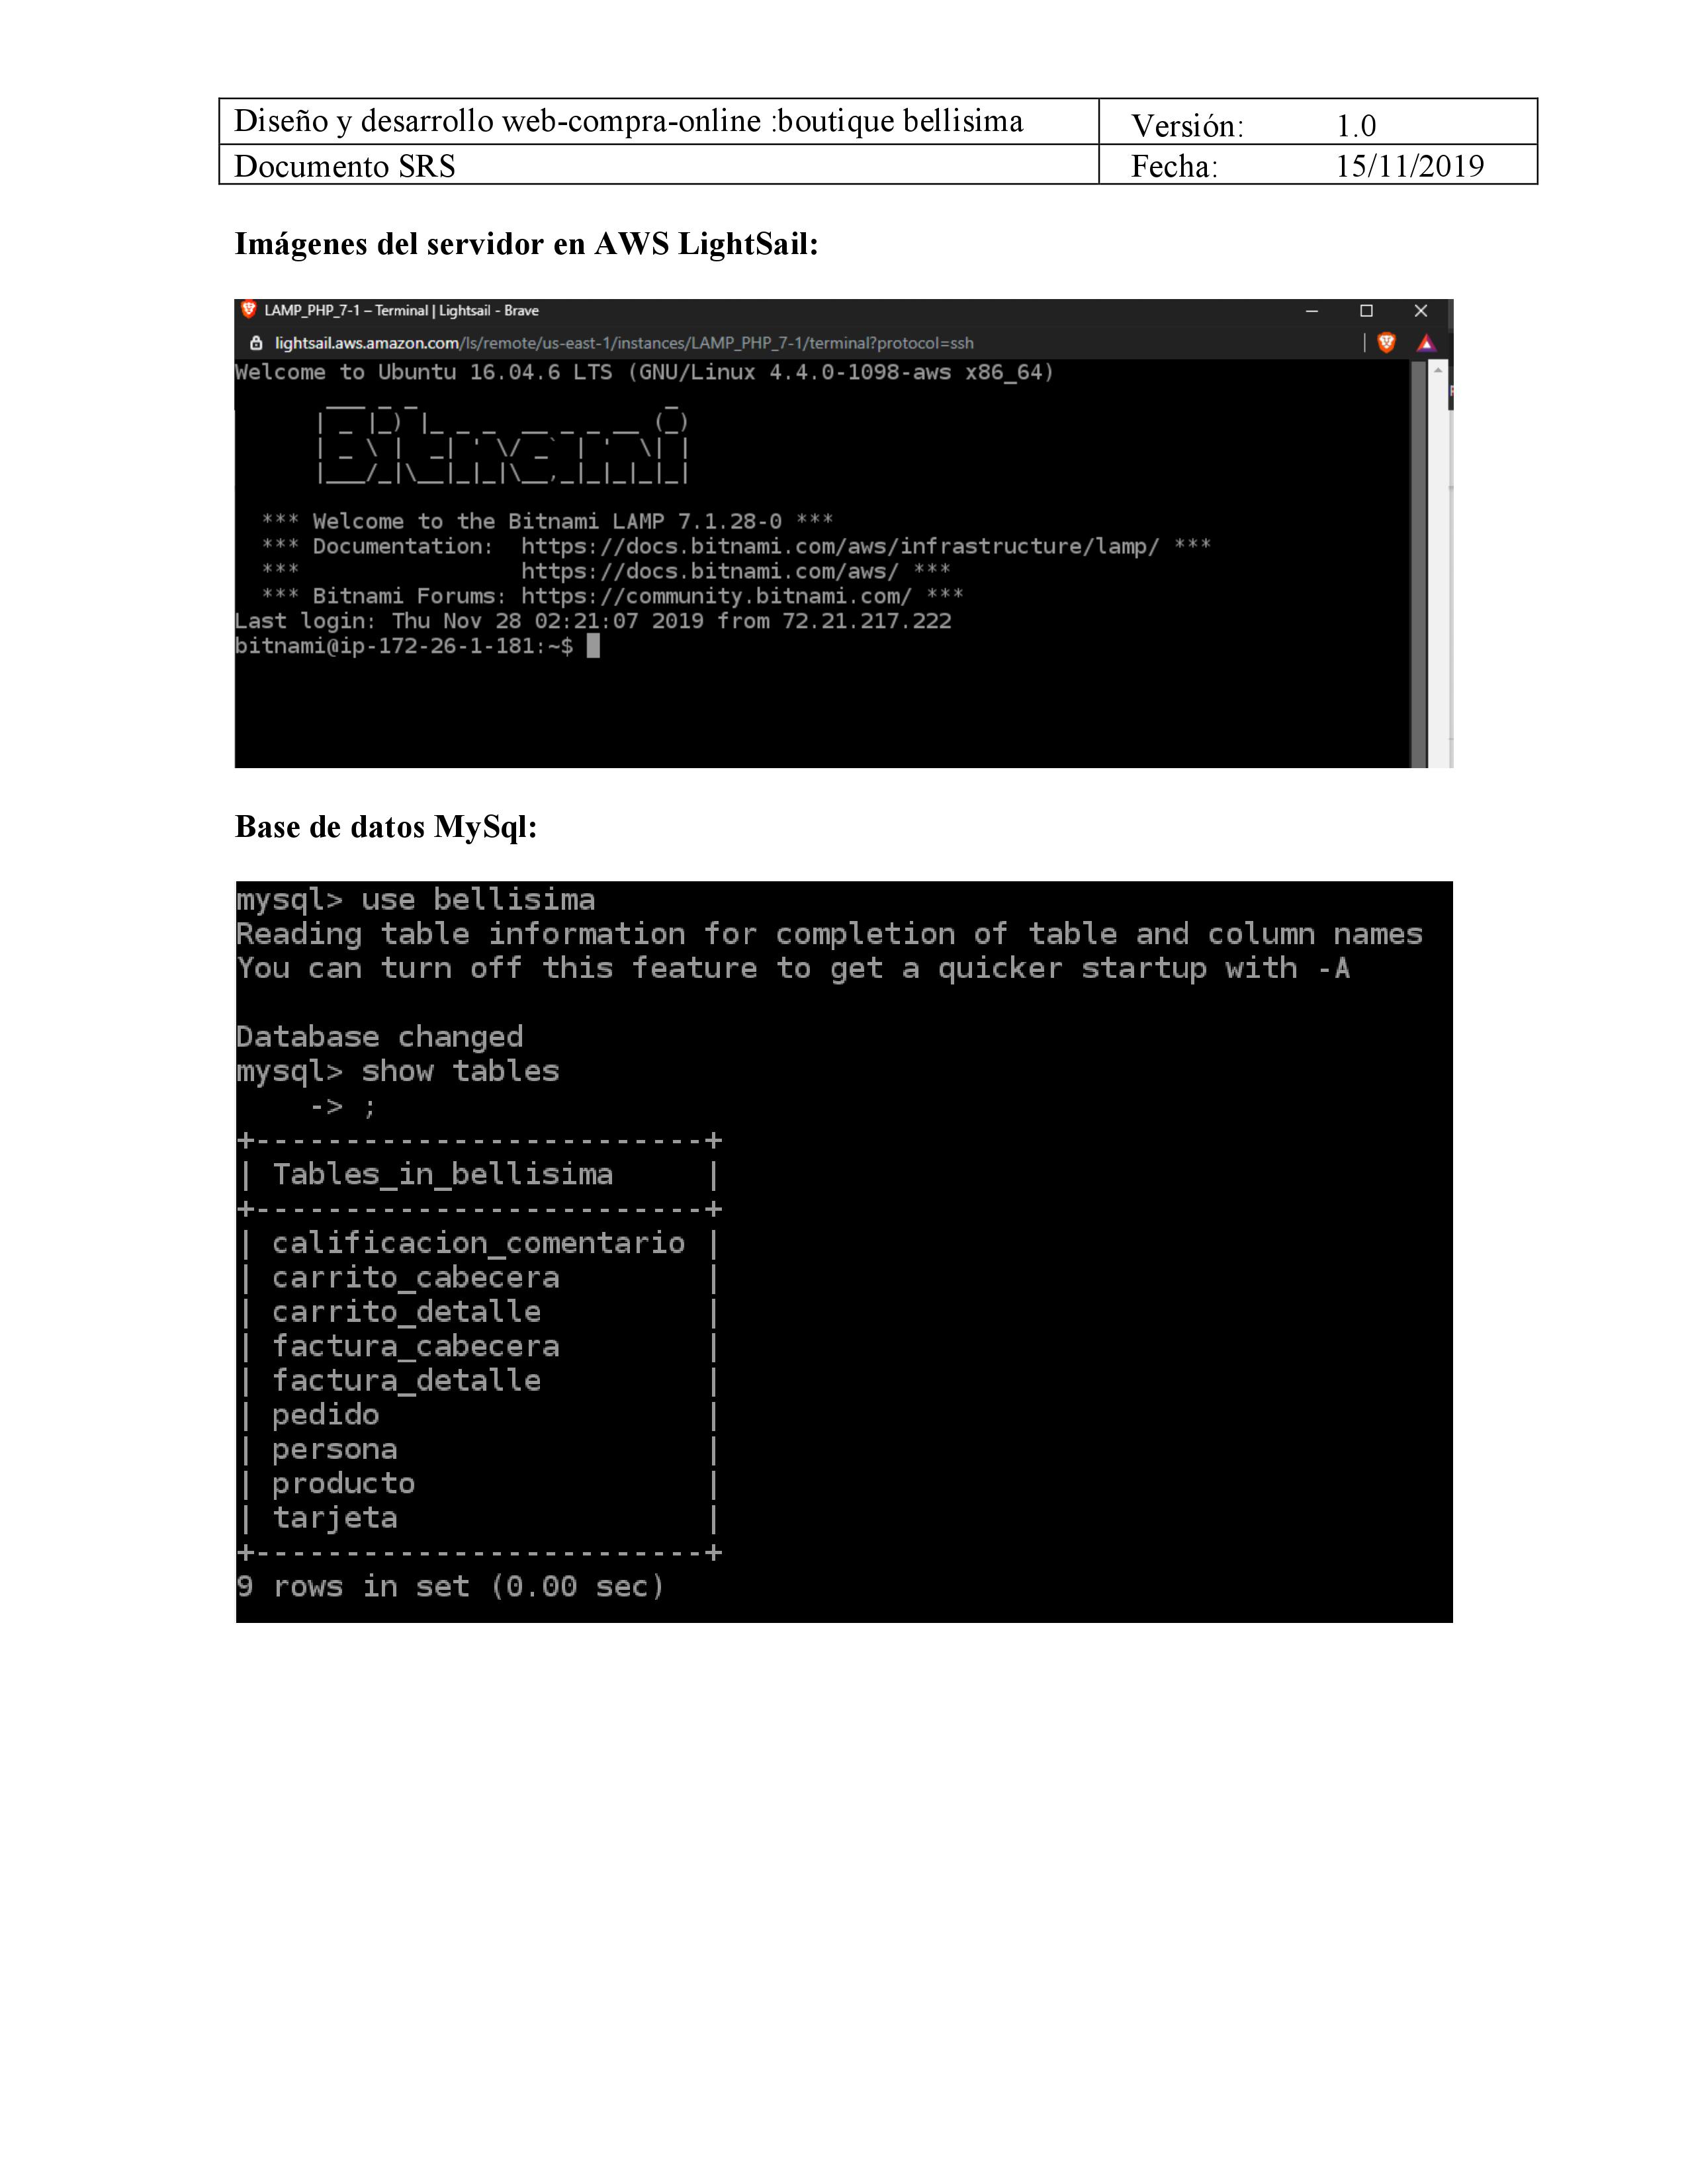 Diseño y desarrollo web-compra-online :boutique bellisima Versión: 1.0
Documento SRS Fecha: 15/11/2019
Imágenes del servidor en AWS LightSail:
LAMP_PHP_7-1 – Terminal | Lightsail - Brave
lightsail.aws.amazon.com/ls/remote/us-east-1/instances/LAMP_PHP_7-1/terminal?protocol=ssh
Welcome to Ubuntu 16.04.6 LTS (GNU/Linux 4.4.0-1098-aws x86_64)
Bitnami
*** Welcome to the Bitnami LAMP 7.1.28-0 ***
*** Documentation: https://docs.bitnami.com/aws/infrastructure/lamp/ ***
*** https://docs.bitnami.com/aws/ ***
*** Bitnami Forums: https://community.bitnami.com/ ***
Last login: Thu Nov 28 02:21:07 2019 from 72.21.217.222
bitnami@ip-172-26-1-181:~$
Base de datos MySql:
mysql> use bellisima
Reading table information for completion of table and column names
You can turn off this feature to get a quicker startup with -A
Database changed
mysql> show tables
-> ;
+-------------------------+
| Tables_in_bellisima |
+-------------------------+
| calificacion_comentario |
| carrito_cabecera |
| carrito_detalle |
| factura_cabecera |
| factura_detalle |
| pedido |
| persona |
| producto |
| tarjeta |
+-------------------------+
9 rows in set (0.00 sec)